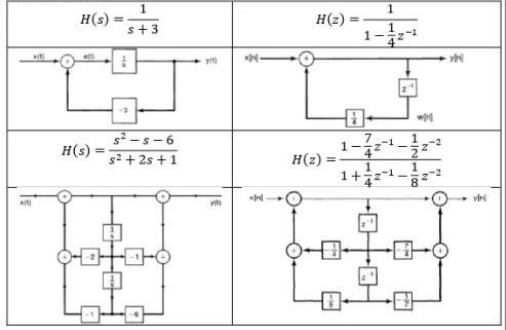 H(s) = 1 / s + 3
H(z) = 1 / 1 − 1/4 z⁻¹
x(t) + e(t) 1/s y(t)
−3
x[n] + y[n]
z⁻¹
1/4 w[n]
H(s) = s² − s − 6 / s² + 2s + 1
H(z) = 1 − 7/4 z⁻¹ − 1/2 z⁻² / 1 + 1/4 z⁻¹ − 1/8 z⁻²
x(t) + + y(t)
1/s
+ −2 −1 +
1/s
−1 −6
x[n] + + y[n]
z⁻¹
+ −1/4 −7/4 +
z⁻¹
1/8 −1/2